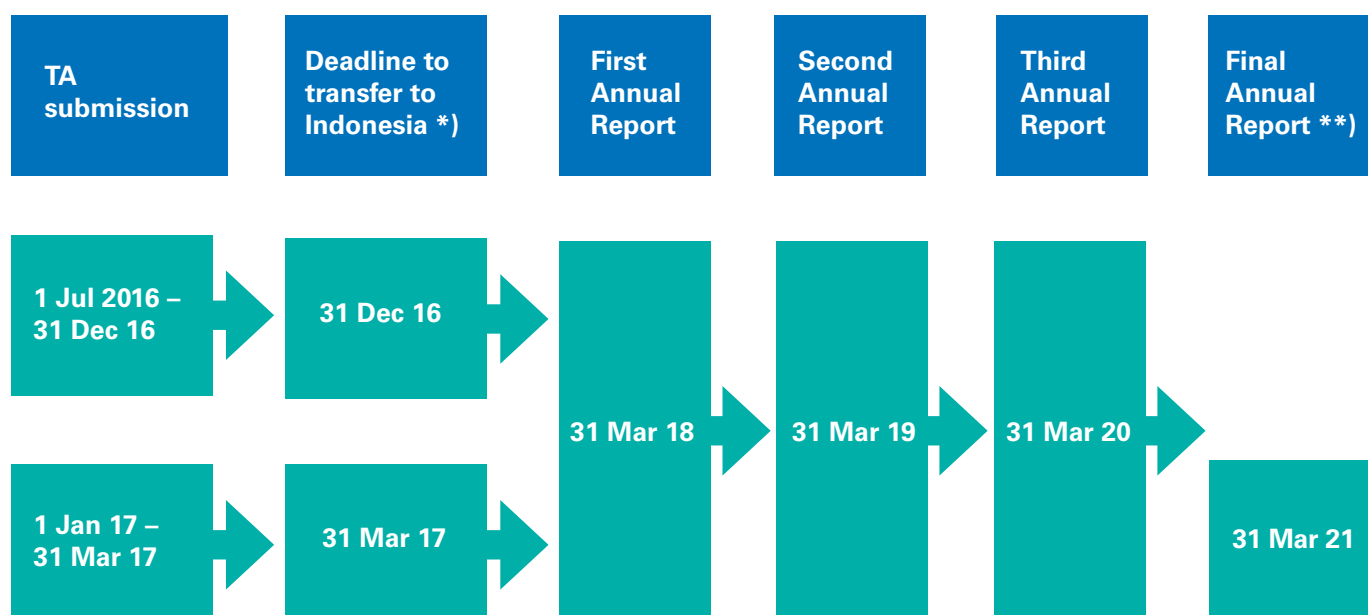 TA
submission
Deadline to
transfer to
Indonesia *)
First
Annual
Report
Second
Annual
Report
Third
Annual
Report
Final
Annual
Report **)
1 Jul 2016 –
31 Dec 16
31 Dec 16
31 Mar 18
31 Mar 19
31 Mar 20
1 Jan 17 –
31 Mar 17
31 Mar 17
31 Mar 21